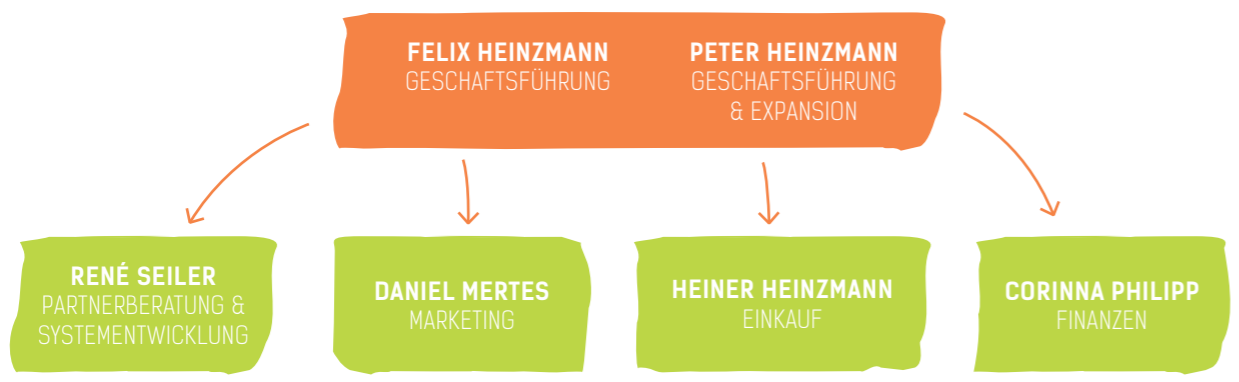 FELIX HEINZMANN
GESCHAFTSFÜHRUNG
PETER HEINZMANN
GESCHAFTSFÜHRUNG
& EXPANSION
RENÉ SEILER
PARTNERBERATUNG &
SYSTEMENTWICKLUNG
DANIEL MERTES
MARKETING
HEINER HEINZMANN
EINKAUF
CORINNA PHILIPP
FINANZEN